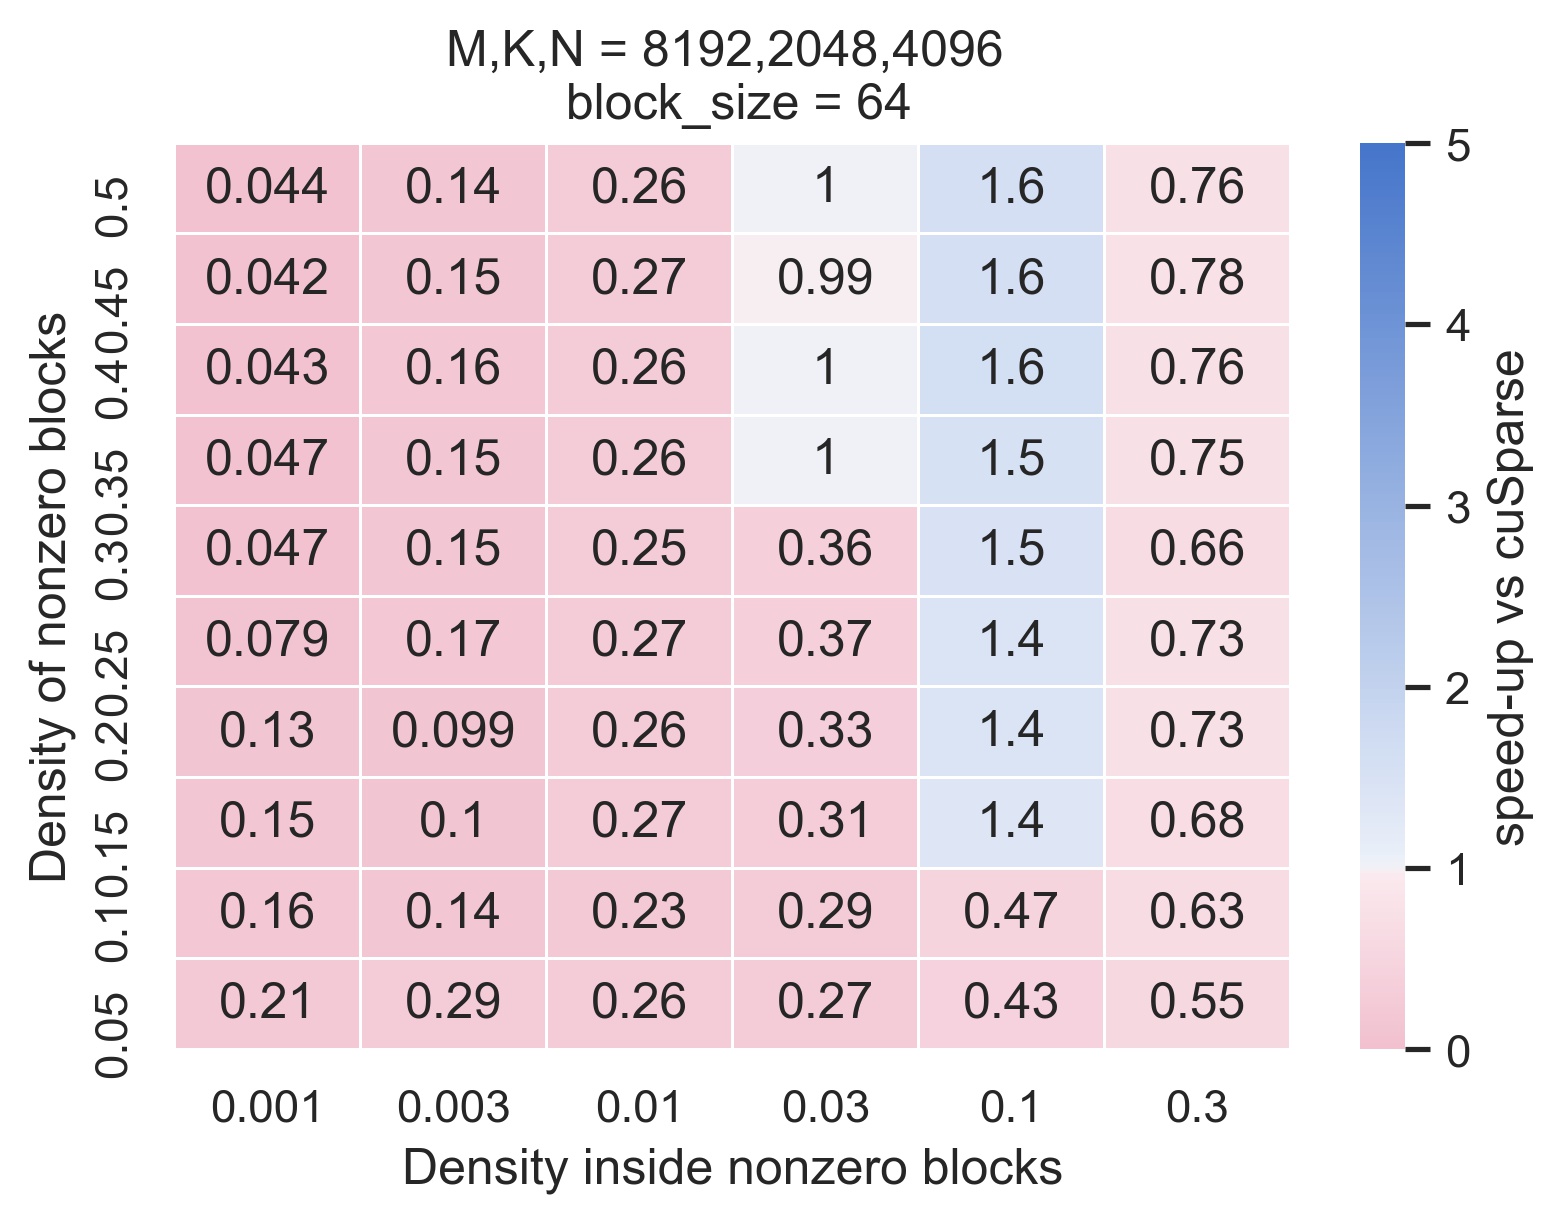 M,K,N = 8192,2048,4096
block_size = 64
Density of nonzero blocks
0.5 0.044 0.14 0.26 1 1.6 0.76
0.45 0.042 0.15 0.27 0.99 1.6 0.78
0.4 0.043 0.16 0.26 1 1.6 0.76
0.35 0.047 0.15 0.26 1 1.5 0.75
0.3 0.047 0.15 0.25 0.36 1.5 0.66
0.25 0.079 0.17 0.27 0.37 1.4 0.73
0.2 0.13 0.099 0.26 0.33 1.4 0.73
0.15 0.15 0.1 0.27 0.31 1.4 0.68
0.1 0.16 0.14 0.23 0.29 0.47 0.63
0.05 0.21 0.29 0.26 0.27 0.43 0.55
0.001 0.003 0.01 0.03 0.1 0.3
Density inside nonzero blocks
5
4
3
2
1
0
speed-up vs cuSparse